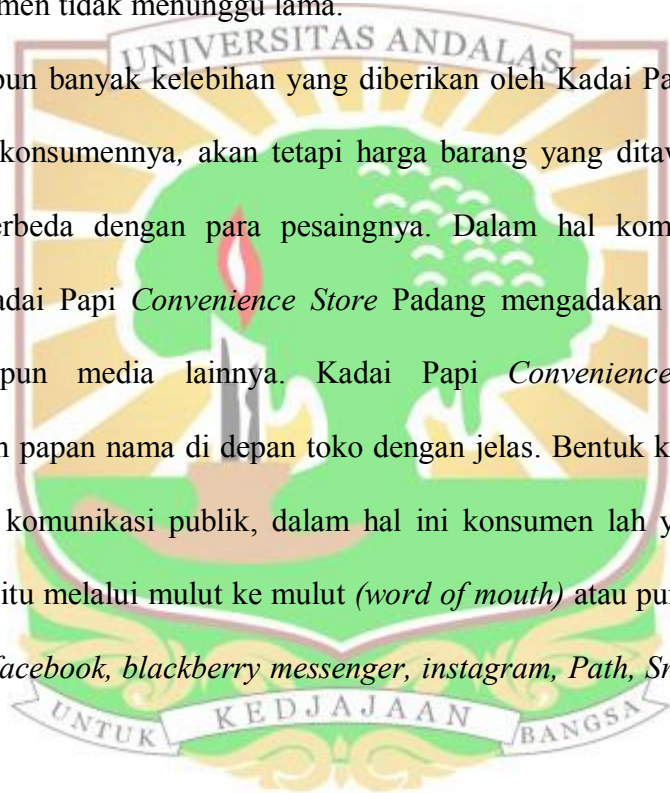 men tidak menunggu lama.
UNIVERSITAS ANDALAS
pun banyak kelebihan yang diberikan oleh Kadai Pa
konsumennya, akan tetapi harga barang yang ditaw
erbeda dengan para pesaingnya. Dalam hal kom
adai Papi Convenience Store Padang mengadakan
pun media lainnya. Kadai Papi Convenience
n papan nama di depan toko dengan jelas. Bentuk k
komunikasi publik, dalam hal ini konsumen lah y
itu melalui mulut ke mulut (word of mouth) atau pu
facebook, blackberry messenger, instagram, Path, Sn
UNTUK KEDJAJAAN BANGSA